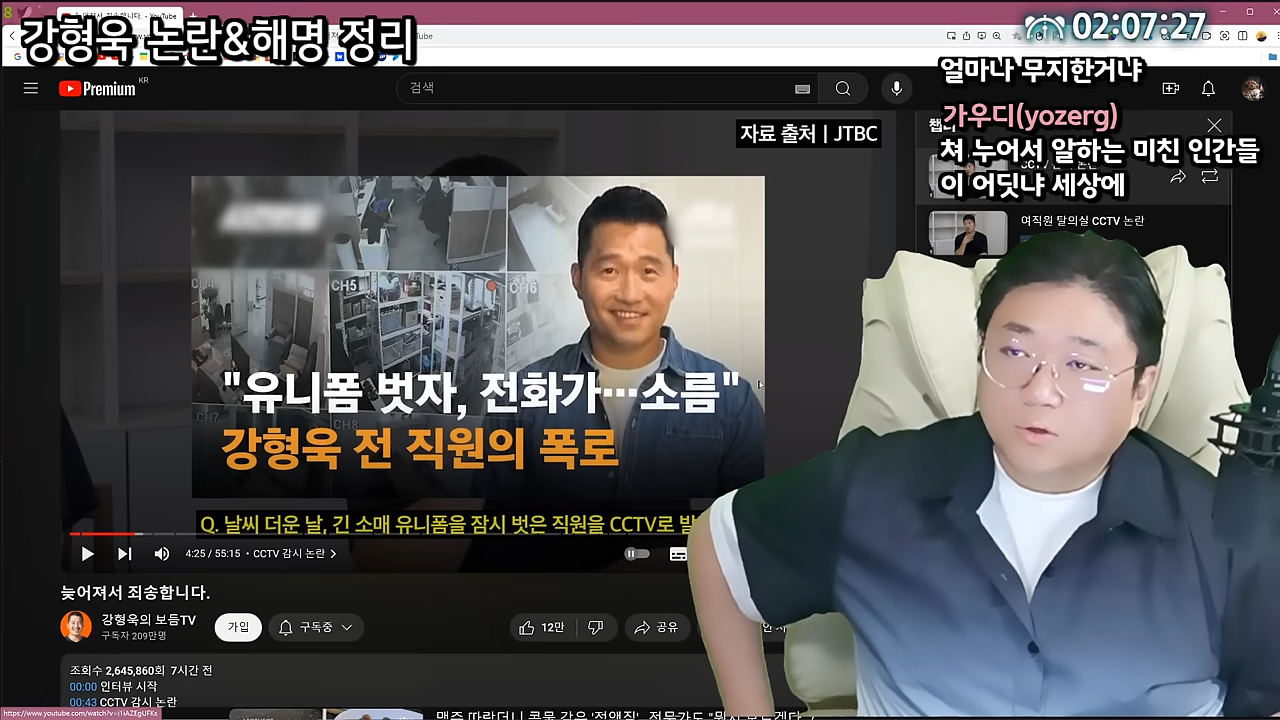 강형욱 논란&해명 정리
02:07:27
얼마나 무지한거냐
가우디(yozerg)
쳐 누어서 알하는 미친 인간들
이 어딧냐 세상에
Premium KR
검색
자료 출처 | JTBC
여직원 탈의실 CCTV 논란
CH5
CH6
CH7
CH8
"유니폼 벗자, 전화가…소름"
강형욱 전 직원의 폭로
Q. 날씨 더운 날, 긴 소매 유니폼을 잠시 벗은 직원을 CCTV로
4:25 / 55:15 • CCTV 감시 논란
늦어져서 죄송합니다.
강형욱의 보듬TV
구독자 209만명
가입
구독중
12만
공유
조회수 2,645,860회 7시간 전
00:00 인터뷰 시작
00:43 CCTV 감시 논란